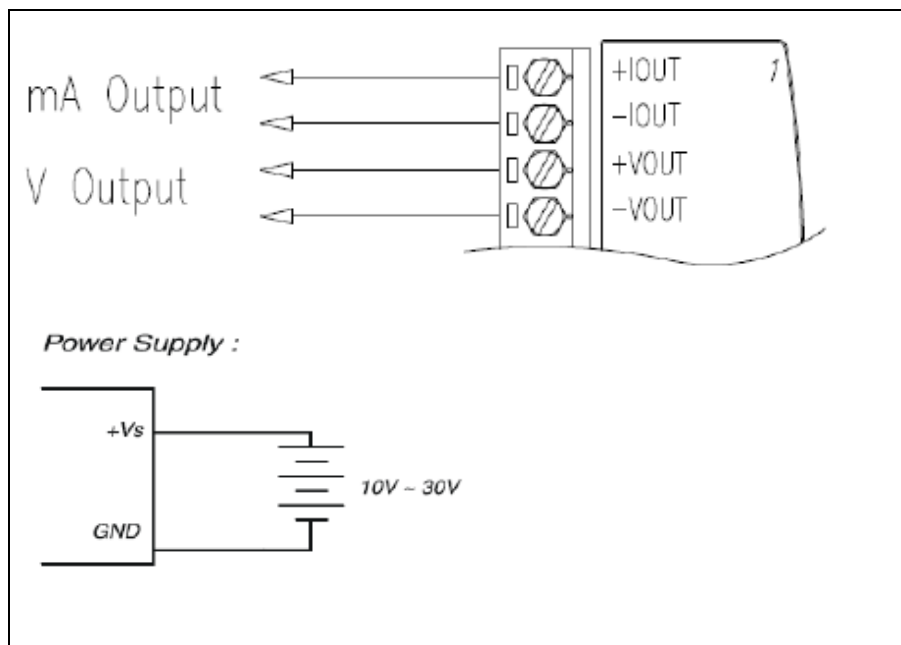 mA Output
V Output
+IOUT 1
-IOUT
+VOUT
-VOUT
Power Supply :
+Vs
10V ~ 30V
GND